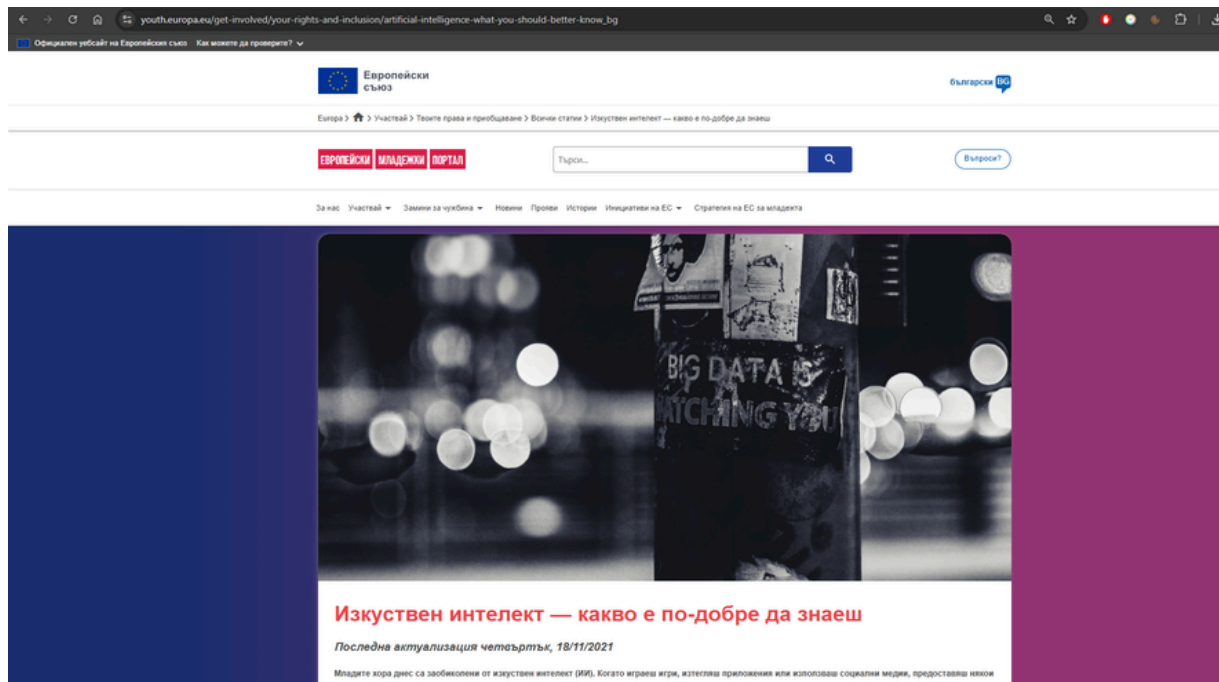 youth.europa.eu/get-involved/your-rights-and-inclusion/artificial-intelligence-what-you-should-better-know_bg
Официален уебсайт на Европейския съюз Как можете да проверите?
Европейски
съюз
български BG
Europa > Участвай > Твоите права и приобщаване > Всички статии > Изкуствен интелект — какво е по-добре да знаеш
ЕВРОПЕЙСКИ МЛАДЕЖКИ ПОРТАЛ
Търси...
Въпроси?
За нас Участвай Замини за чужбина Новини Прояви Истории Инициативи на ЕС Стратегия на ЕС за младежта
BIG DATA IS
ATCHING YOU
Изкуствен интелект — какво е по-добре да знаеш
Последна актуализация четвъртък, 18/11/2021
Младите хора днес са заобиколени от изкуствен интелект (ИИ). Когато играеш игри, изтегляш приложения или използваш социални медии, предоставяш някои